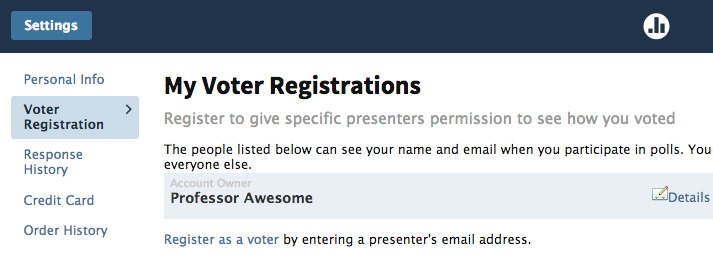 Settings
Personal Info
Voter
Registration
Response
History
Credit Card
Order History
My Voter Registrations
Register to give specific presenters permission to see how you voted
The people listed below can see your name and email when you participate in polls. You
everyone else.
Account Owner
Professor Awesome
Details
Register as a voter by entering a presenter's email address.